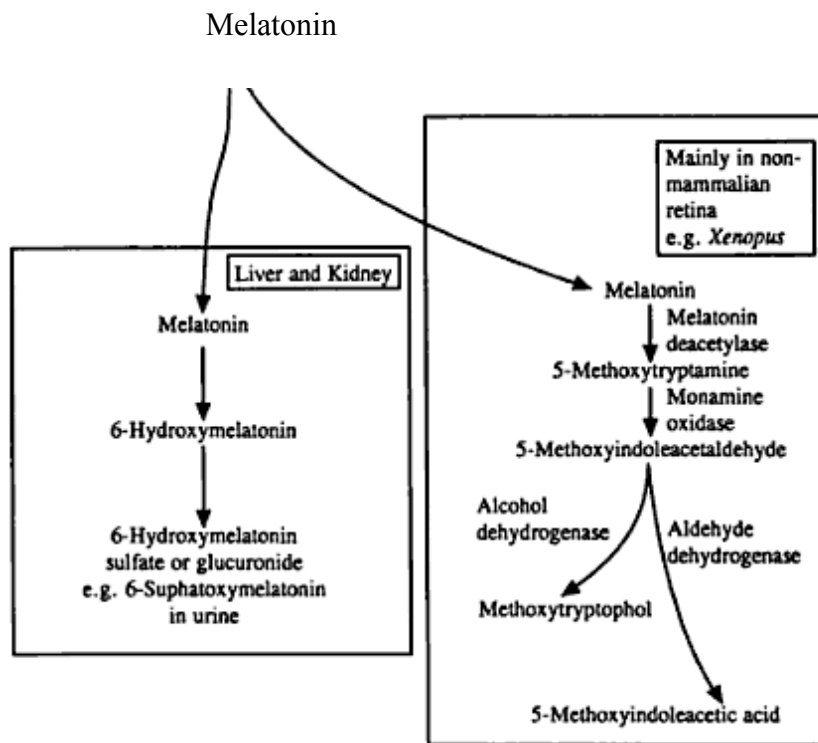 Melatonin
Liver and Kidney
Melatonin
6-Hydroxymelatonin
6-Hydroxymelatonin
sulfate or glucuronide
e.g. 6-Suphatoxymelatonin
in urine
Mainly in non-
mammalian
retina
e.g. Xenopus
Melatonin
Melatonin
deacetylase
5-Methoxytryptamine
Monamine
oxidase
5-Methoxyindoleacetaldehyde
Alcohol
dehydrogenase
Aldehyde
dehydrogenase
Methoxytryptophol
5-Methoxyindoleacetic acid